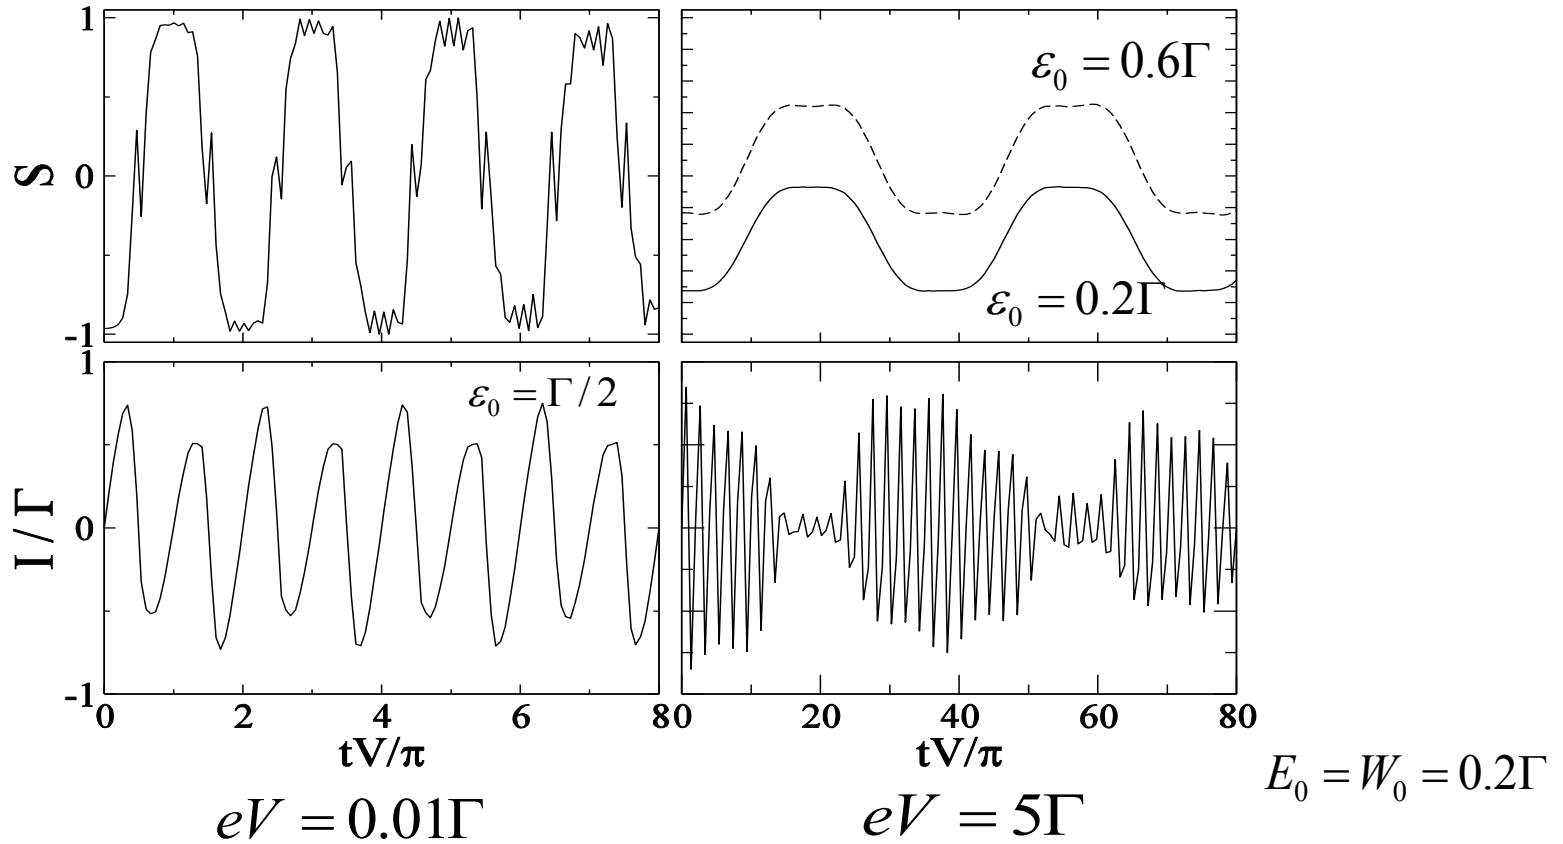 1
S
0
-1
ε₀ = 0.6Γ
ε₀ = 0.2Γ
1
I / Γ
0
-1
ε₀ = Γ / 2
0 2 4 6 8
0 20 40 60 80
tV/π
tV/π
eV = 0.01Γ
eV = 5Γ
E₀ = W₀ = 0.2Γ